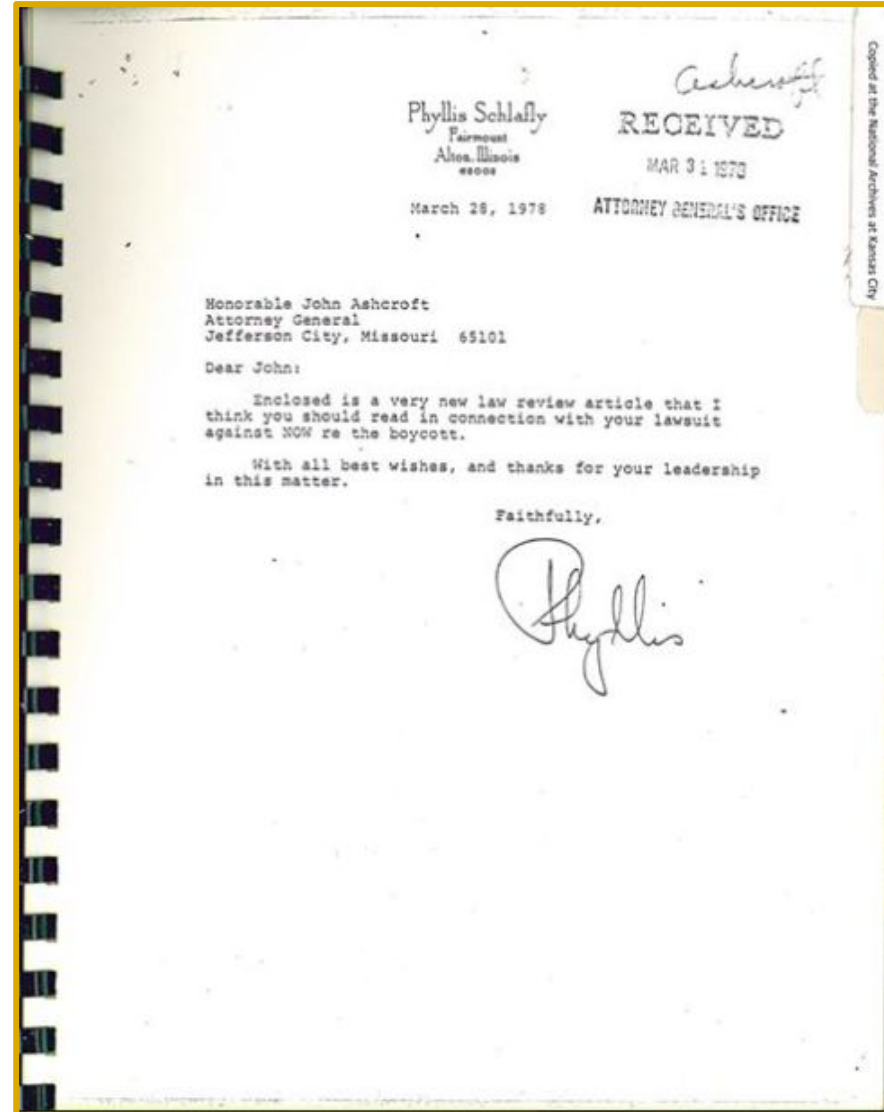 Ashcroft
Phyllis Schlafly
Fairmount
Alton, Illinois
62002
RECEIVED
MAR 31 1978
ATTORNEY GENERAL'S OFFICE
March 28, 1978
Copied at the National Archives at Kansas City
Honorable John Ashcroft
Attorney General
Jefferson City, Missouri 65101
Dear John:
Enclosed is a very new law review article that I
think you should read in connection with your lawsuit
against NOW re the boycott.
With all best wishes, and thanks for your leadership
in this matter.
Faithfully,
Phyllis